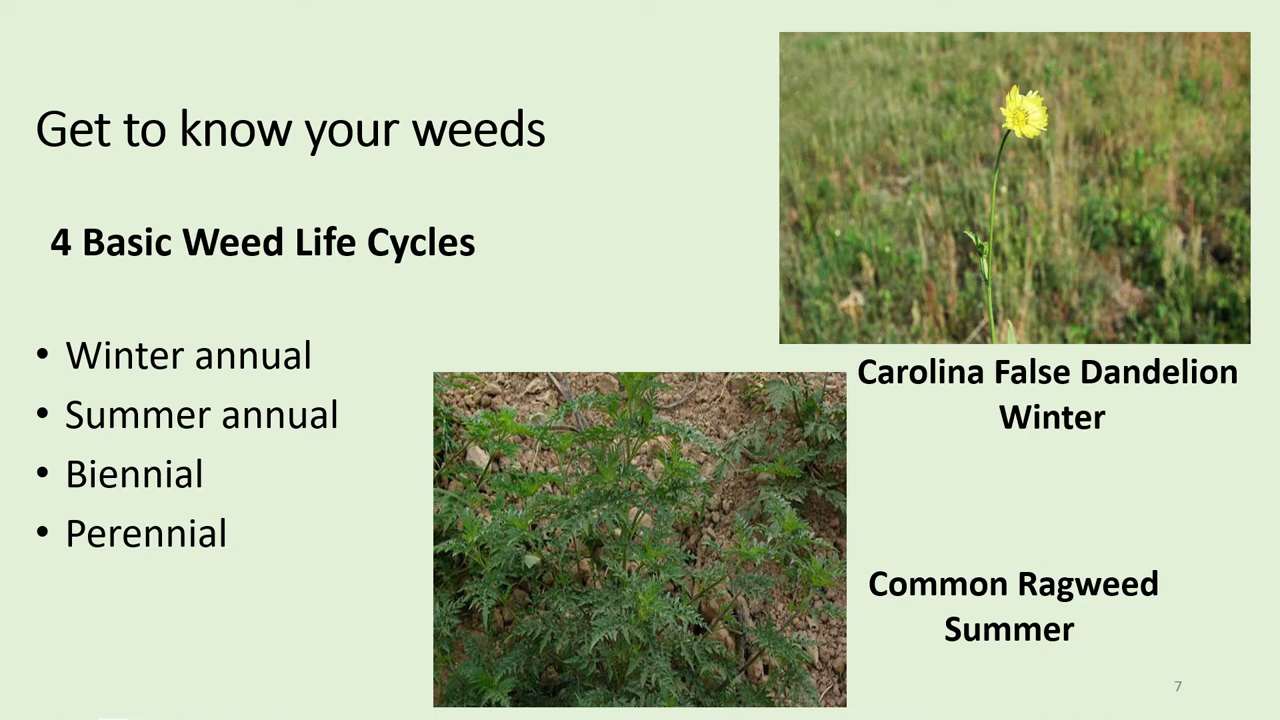 Get to know your weeds
4 Basic Weed Life Cycles
• Winter annual
• Summer annual
• Biennial
• Perennial
Carolina False Dandelion
Winter
Common Ragweed
Summer
7